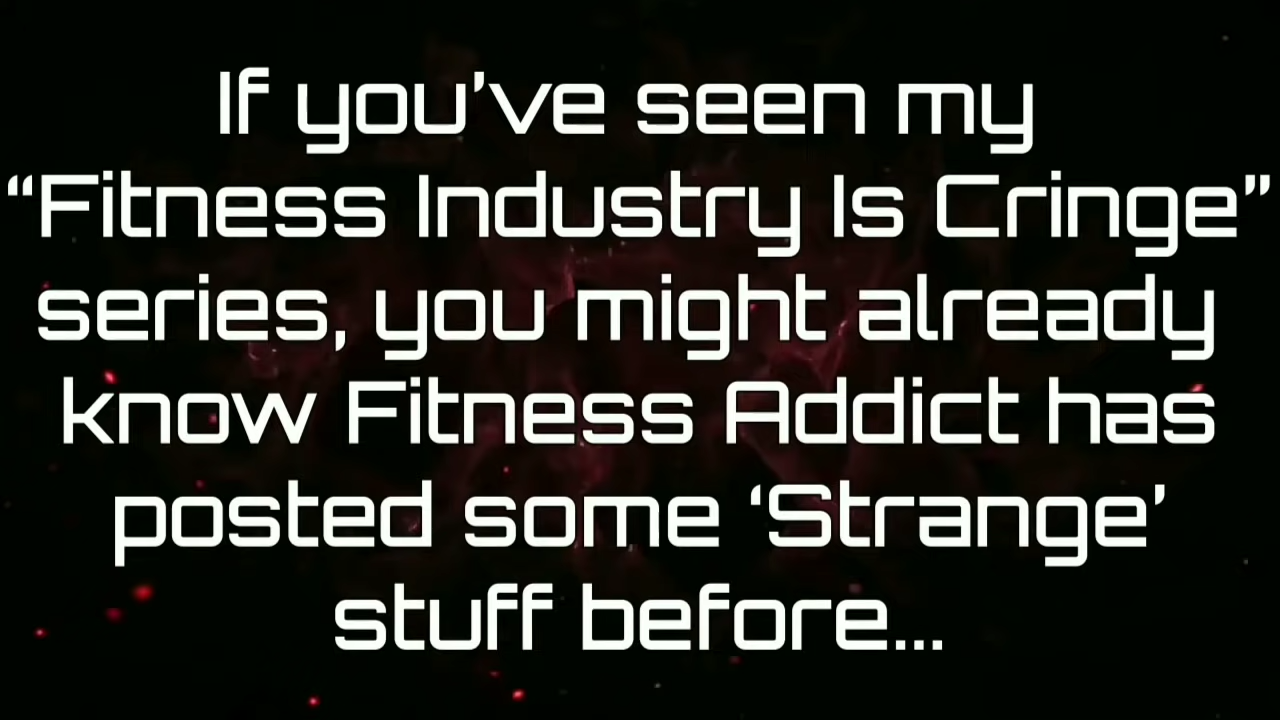 If you’ve seen my
“Fitness Industry Is Cringe”
series, you might already
know Fitness Addict has
posted some ‘Strange’
stuff before...